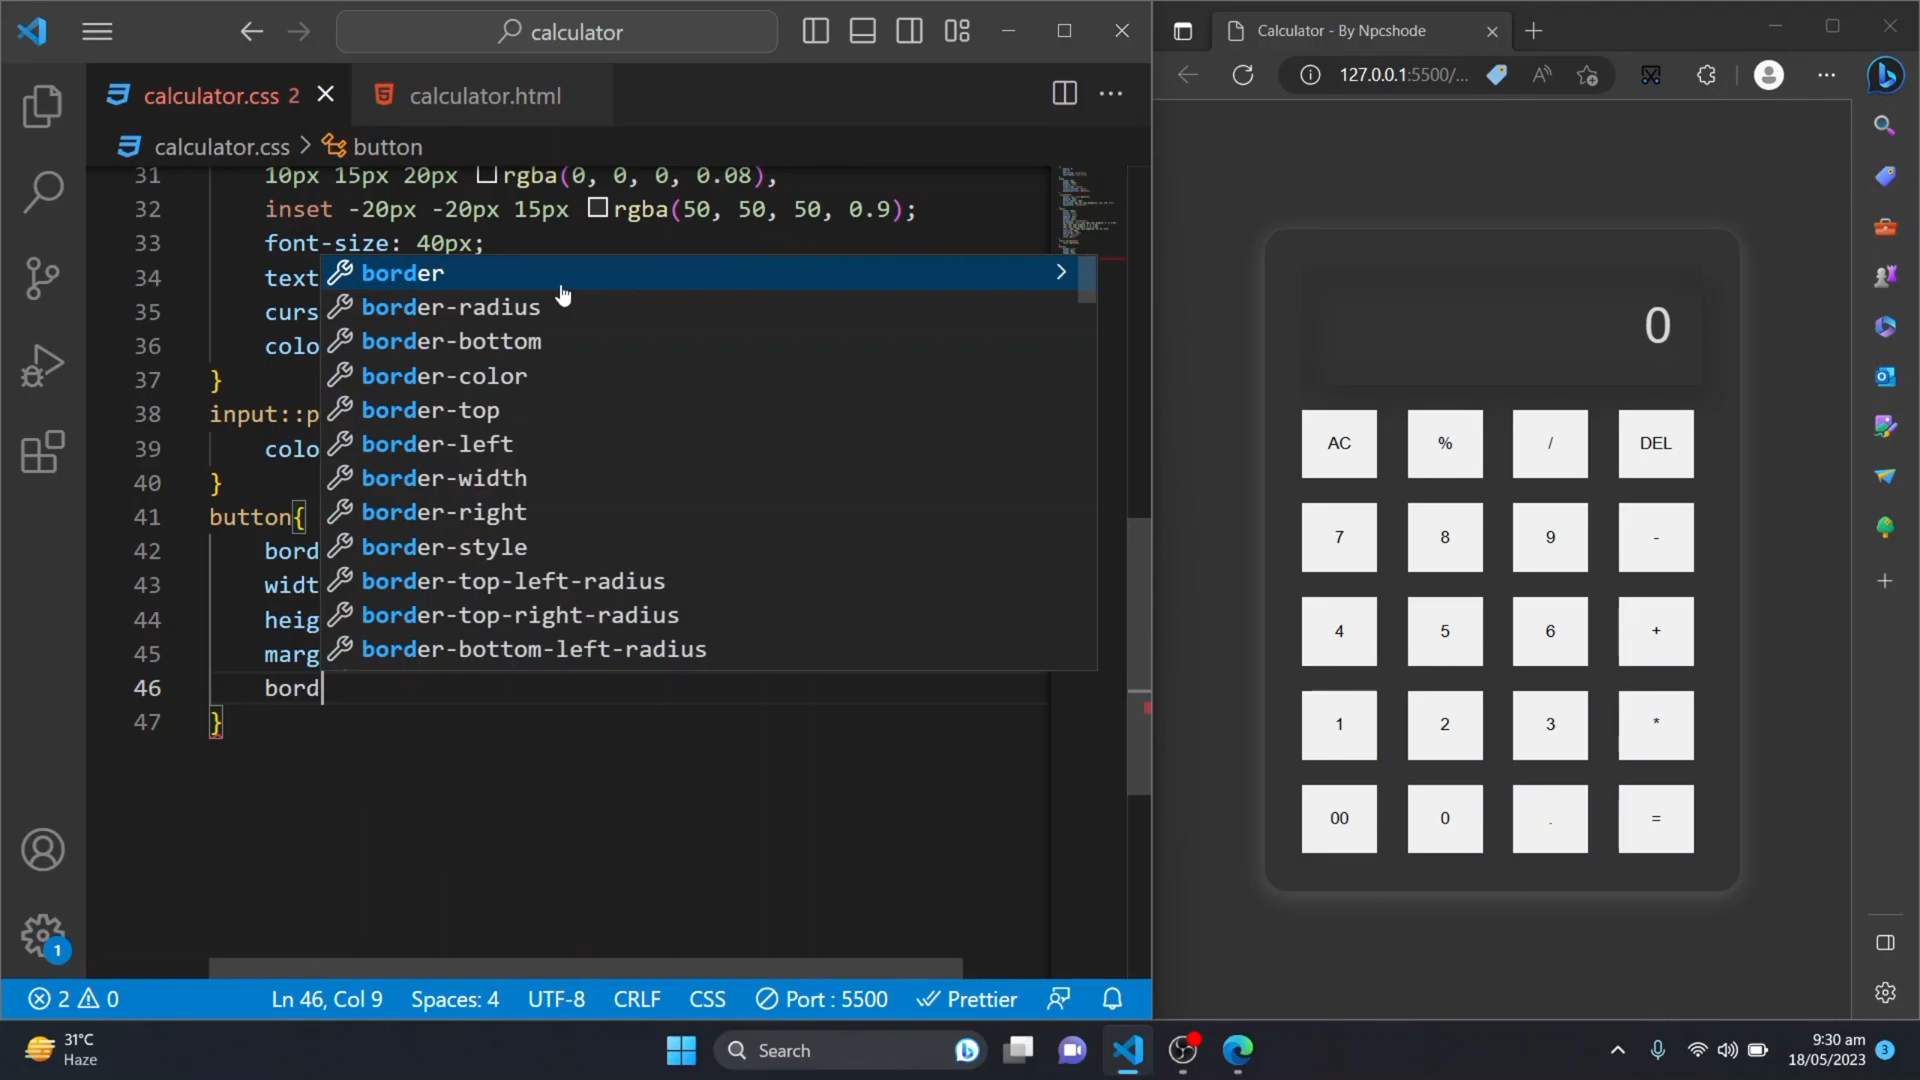 calculator
Calculator - By Npcshode
127.0.0.1:5500/...
calculator.css 2
calculator.html
calculator.css > button
31 10px 15px 20px rgba(0, 0, 0, 0.08),
32 inset -20px -20px 15px rgba(50, 50, 50, 0.9);
33 font-size: 40px;
34 text
35 curs
36 colo
37 }
38 input::p
39 colo
40 }
41 button{
42 bord
43 widt
44 heig
45 marg
46 bord
47 }
border
border-radius
border-bottom
border-color
border-top
border-left
border-width
border-right
border-style
border-top-left-radius
border-top-right-radius
border-bottom-left-radius
0
AC % / DEL
7 8 9 -
4 5 6 +
1 2 3 *
00 0 . =
1
2 0 Ln 46, Col 9 Spaces: 4 UTF-8 CRLF CSS Port : 5500 Prettier
31°C
Haze
Search
9:30 am
18/05/2023
3